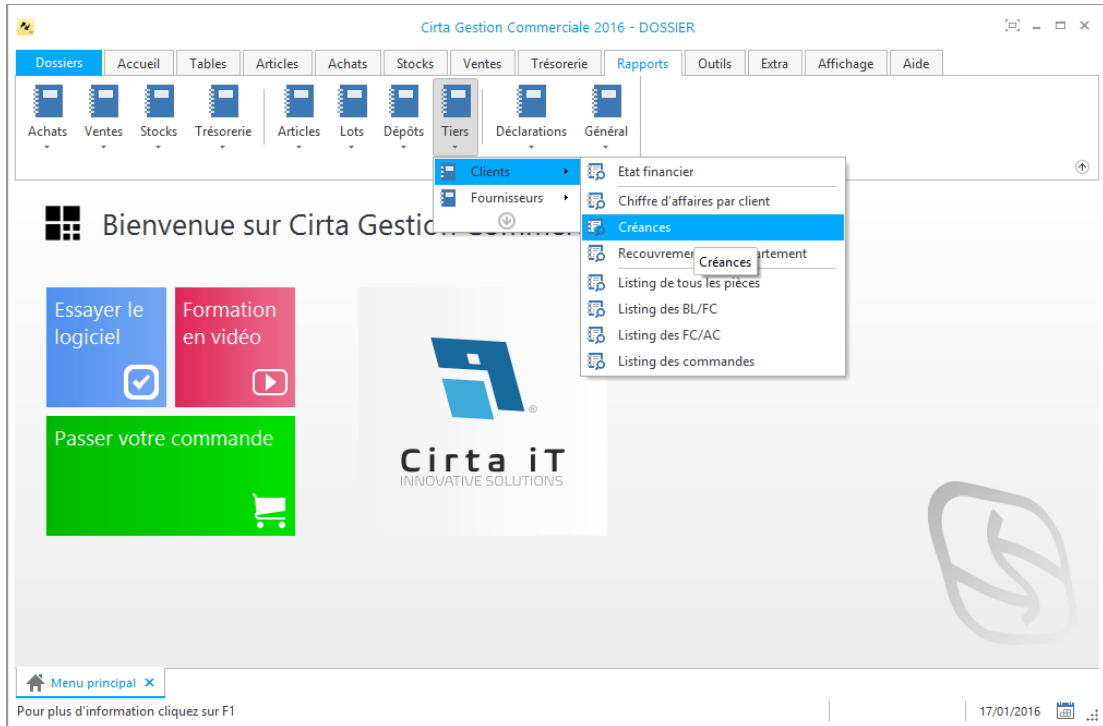 Cirta Gestion Commerciale 2016 - DOSSIER
Dossiers Accueil Tables Articles Achats Stocks Ventes Trésorerie Rapports Outils Extra Affichage Aide
Achats Ventes Stocks Trésorerie Articles Lots Dépôts Tiers Déclarations Général
Clients
Fournisseurs
Etat financier
Chiffre d'affaires par client
Créances
Créances
Listing de tous les pièces
Listing des BL/FC
Listing des FC/AC
Listing des commandes
Bienvenue sur Cirta
Essayer le
logiciel
Formation
en vidéo
Passer votre commande
Cirta iT
INNOVATIVE SOLUTIONS
®
Menu principal
Pour plus d'information cliquez sur F1
17/01/2016